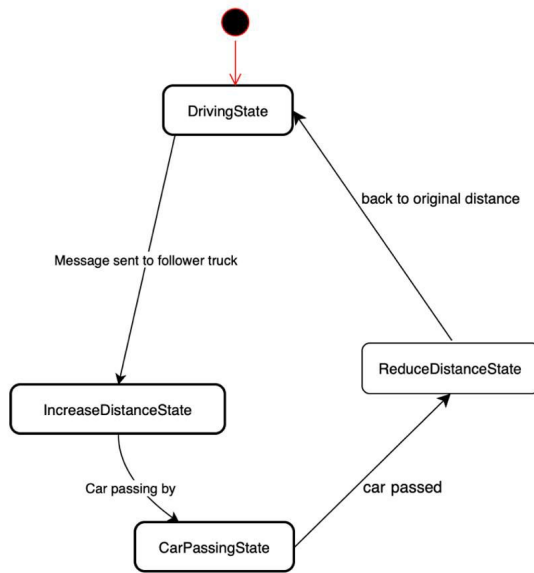 DrivingState
back to original distance
Message sent to follower truck
ReduceDistanceState
IncreaseDistanceState
Car passing by
car passed
CarPassingState